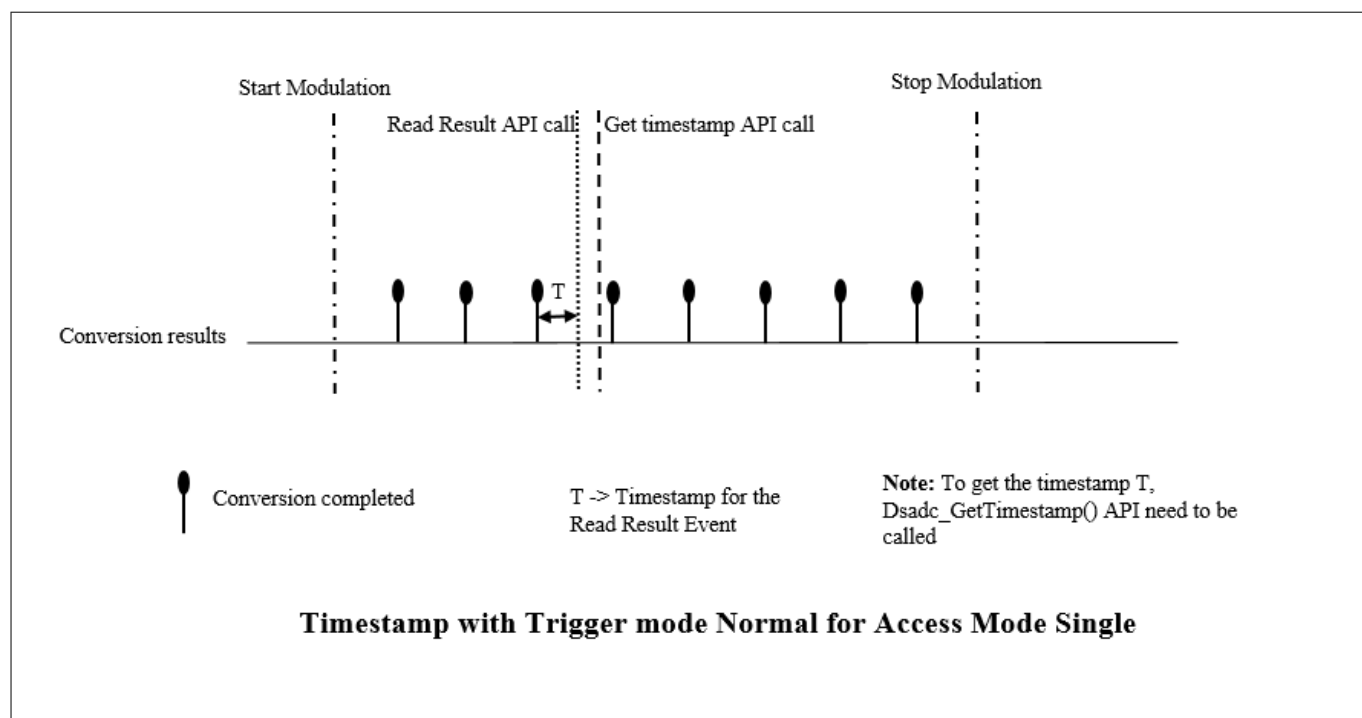 Start Modulation
Stop Modulation
Read Result API call
Get timestamp API call
T
Conversion results
Conversion completed
T -> Timestamp for the
Read Result Event
Note: To get the timestamp T,
Dsadc_GetTimestamp() API need to be
called
Timestamp with Trigger mode Normal for Access Mode Single